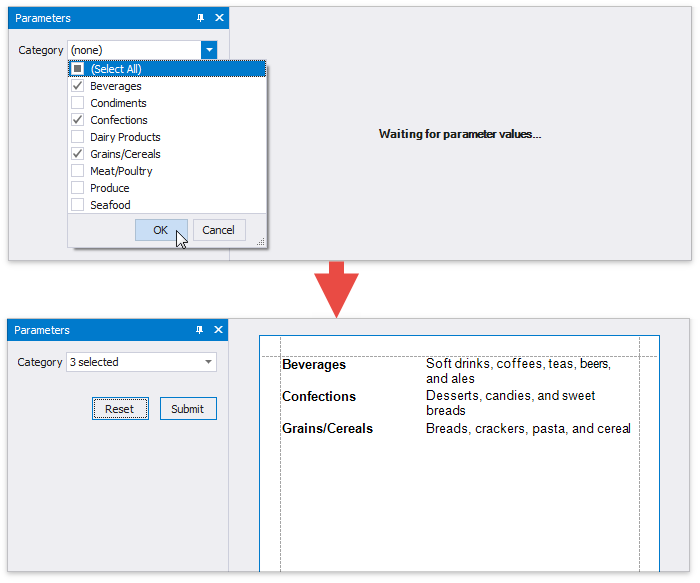 Parameters
Category (none)
(Select All)
Beverages
Condiments
Confections
Dairy Products
Grains/Cereals
Meat/Poultry
Produce
Seafood
OK Cancel
Waiting for parameter values...
Parameters
Category 3 selected
Reset Submit
Beverages Soft drinks, coffees, teas, beers,
and ales
Confections Desserts, candies, and sweet
breads
Grains/Cereals Breads, crackers, pasta, and cereal